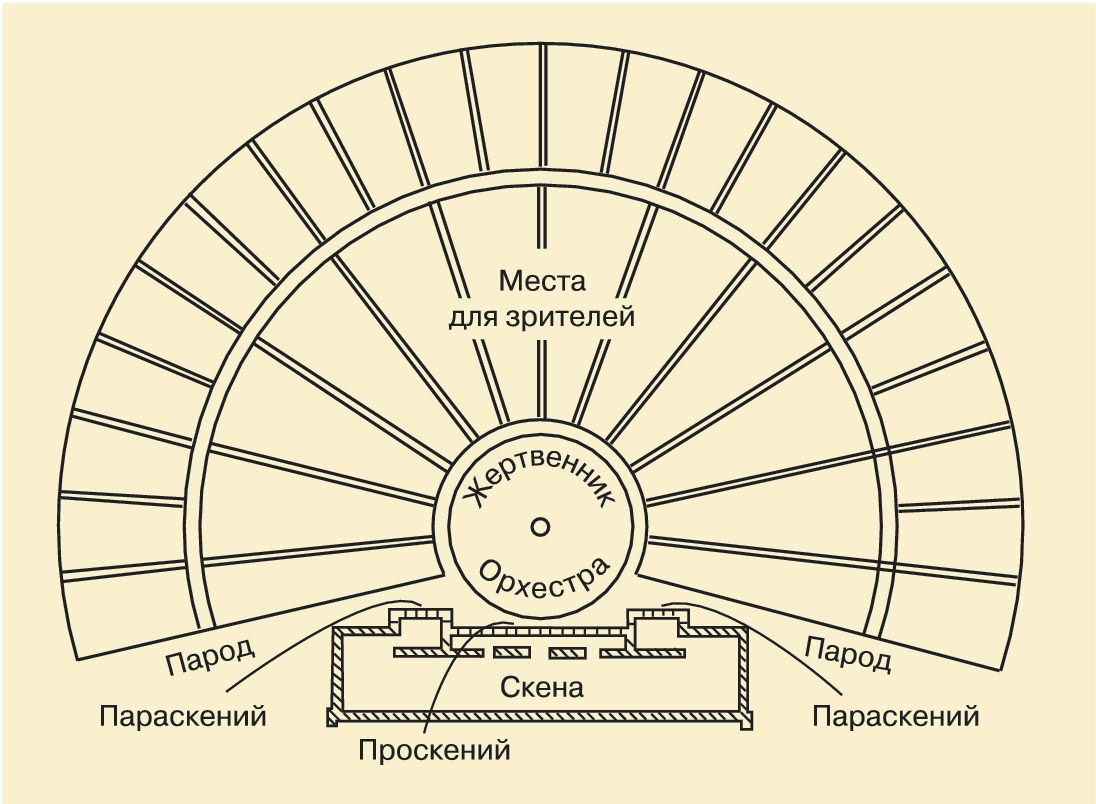 Места
для зрителей
Жертвенник
Орхестра
Парод
Парод
Скена
Параскений
Параскений
Проскений